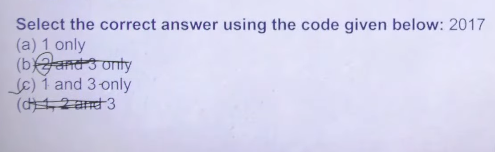 Select the correct answer using the code given below: 2017
(a) 1 only
(b) 2 and 3 only
(c) 1 and 3 only
(d) 1, 2 and 3